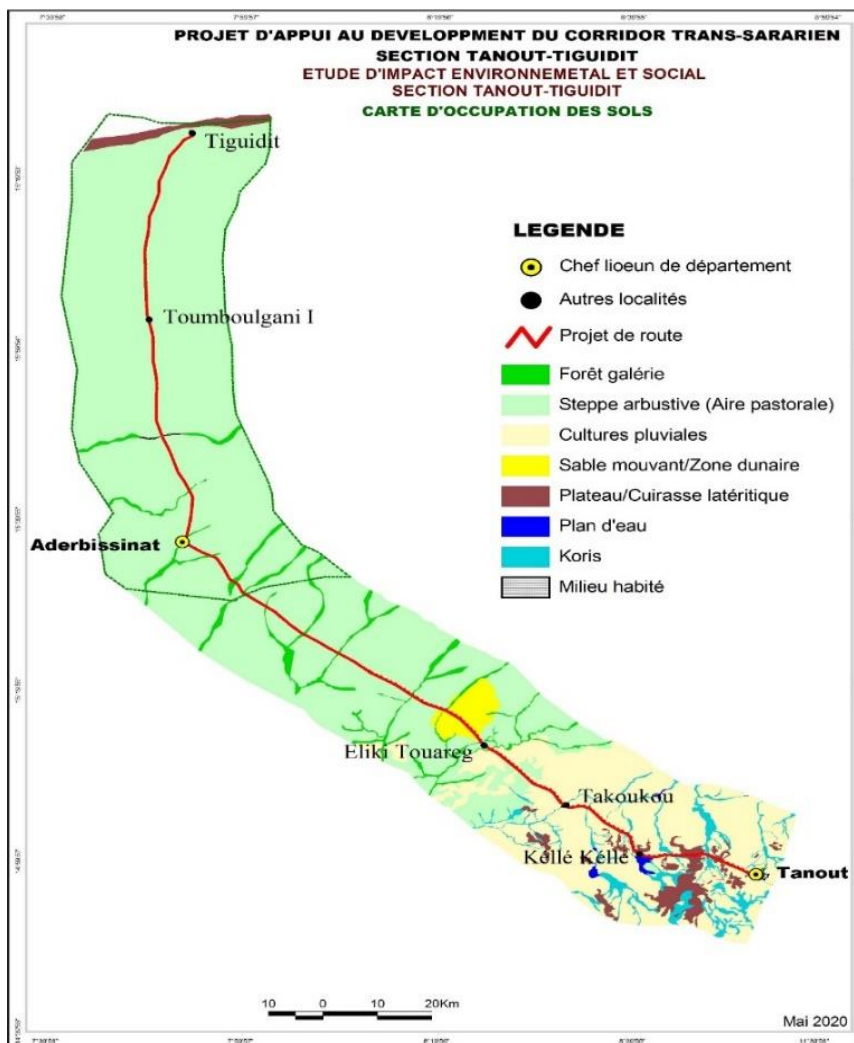 PROJET D'APPUI AU DEVELOPPMENT DU CORRIDOR TRANS-SARARIEN
SECTION TANOUT-TIGUIDIT
ETUDE D'IMPACT ENVIRONNEMETAL ET SOCIAL
SECTION TANOUT-TIGUIDIT
CARTE D'OCCUPATION DES SOLS
Tiguidit
LEGENDE
Chef lioeun de département
Autres localités
Toumboulgani I
Projet de route
Forêt galérie
Steppe arbustive (Aire pastorale)
Cultures pluviales
Sable mouvant/Zone dunaire
Plateau/Cuirasse latéritique
Plan d'eau
Aderbissinat
Koris
Milieu habité
Eliki Touareg
Takoukou
Kéllé Kélle
Tanout
10 0 10 20Km
Mai 2020